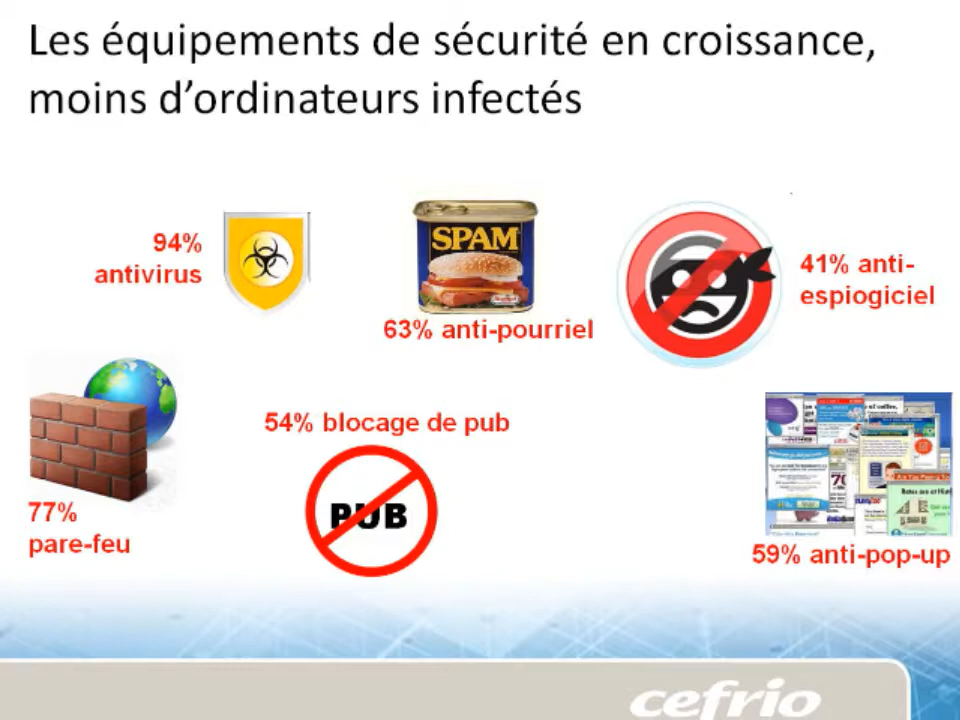 Les équipements de sécurité en croissance,
moins d’ordinateurs infectés
94%
antivirus
SPAM
63% anti-pourriel
41% anti-
espiogiciel
77%
pare-feu
54% blocage de pub
PUB
59% anti-pop-up
cefrio